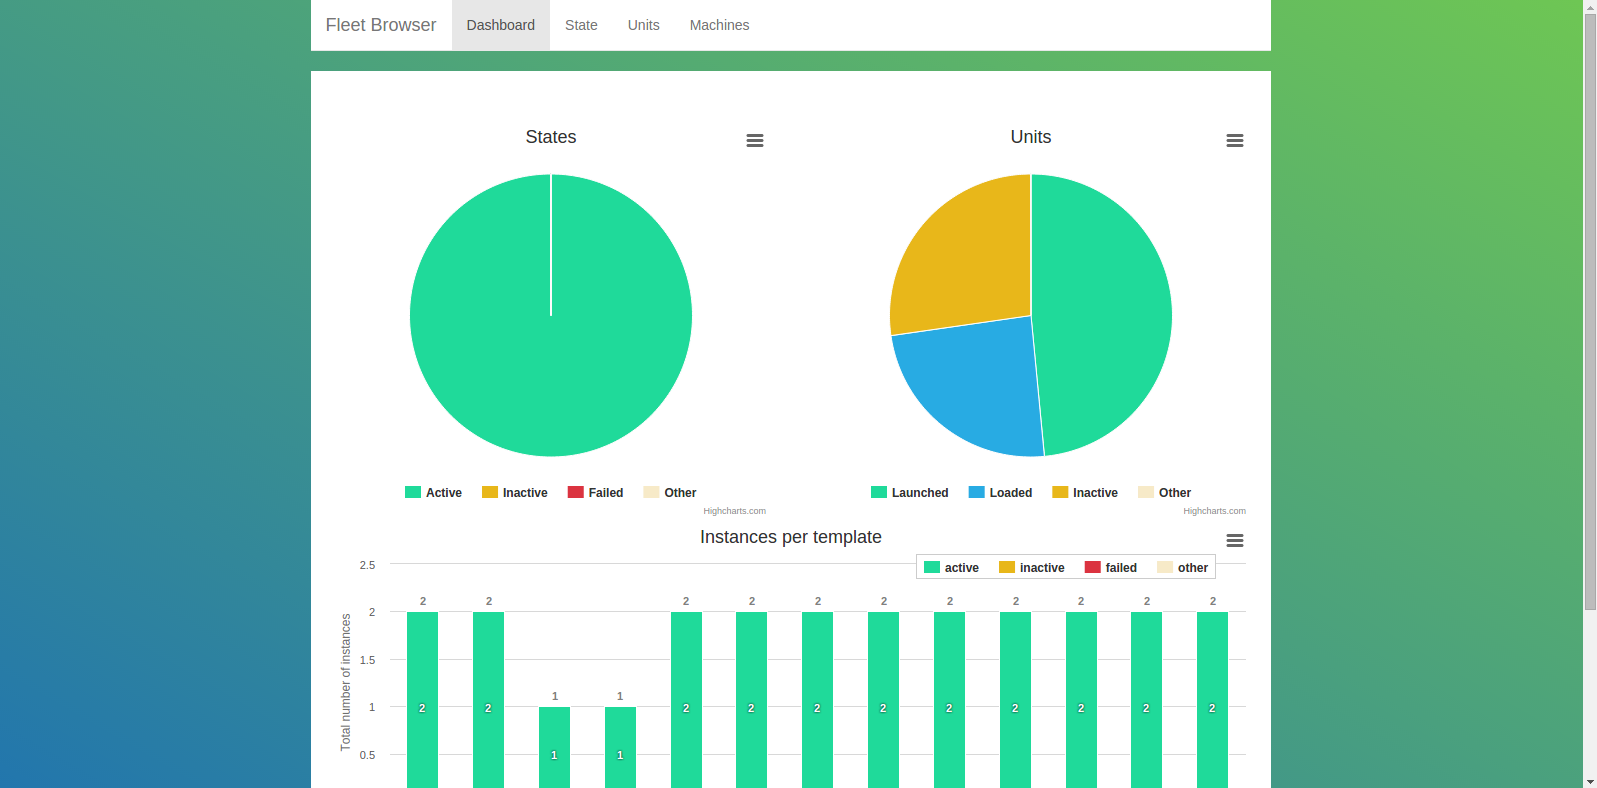 Fleet Browser Dashboard State Units Machines
States Units
Active Inactive Failed Other
Launched Loaded Inactive Other
Highcharts.com Highcharts.com
Instances per template
active inactive failed other
2.5
2 2 2 2 2 2 2 2 2 2 2
2
Total number of instances
1.5
1 1
1
2 2 2 2 2 2 2 2 2 2 2
0.5
1 1